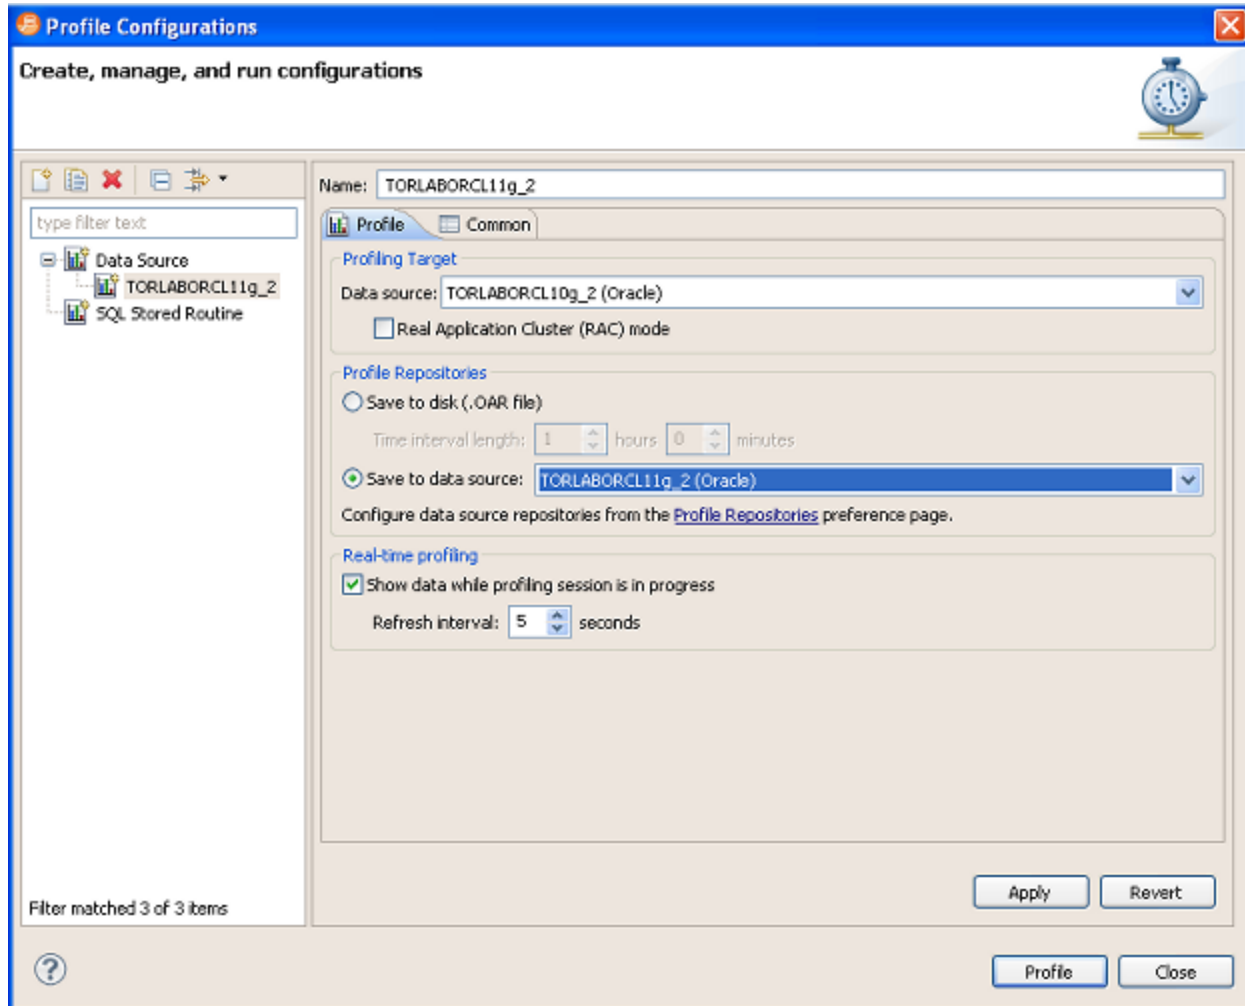 Profile Configurations
Create, manage, and run configurations
type filter text
Data Source
TORLABORCL11g_2
SQL Stored Routine
Filter matched 3 of 3 items
Name: TORLABORCL11g_2
Profile Common
Profiling Target
Data source: TORLABORCL10g_2 (Oracle)
Real Application Cluster (RAC) mode
Profile Repositories
Save to disk (.OAR file)
Time interval length: 1 hours 0 minutes
Save to data source: TORLABORCL11g_2 (Oracle)
Configure data source repositories from the Profile Repositories preference page.
Real-time profiling
Show data while profiling session is in progress
Refresh interval: 5 seconds
Apply Revert
? Profile Close